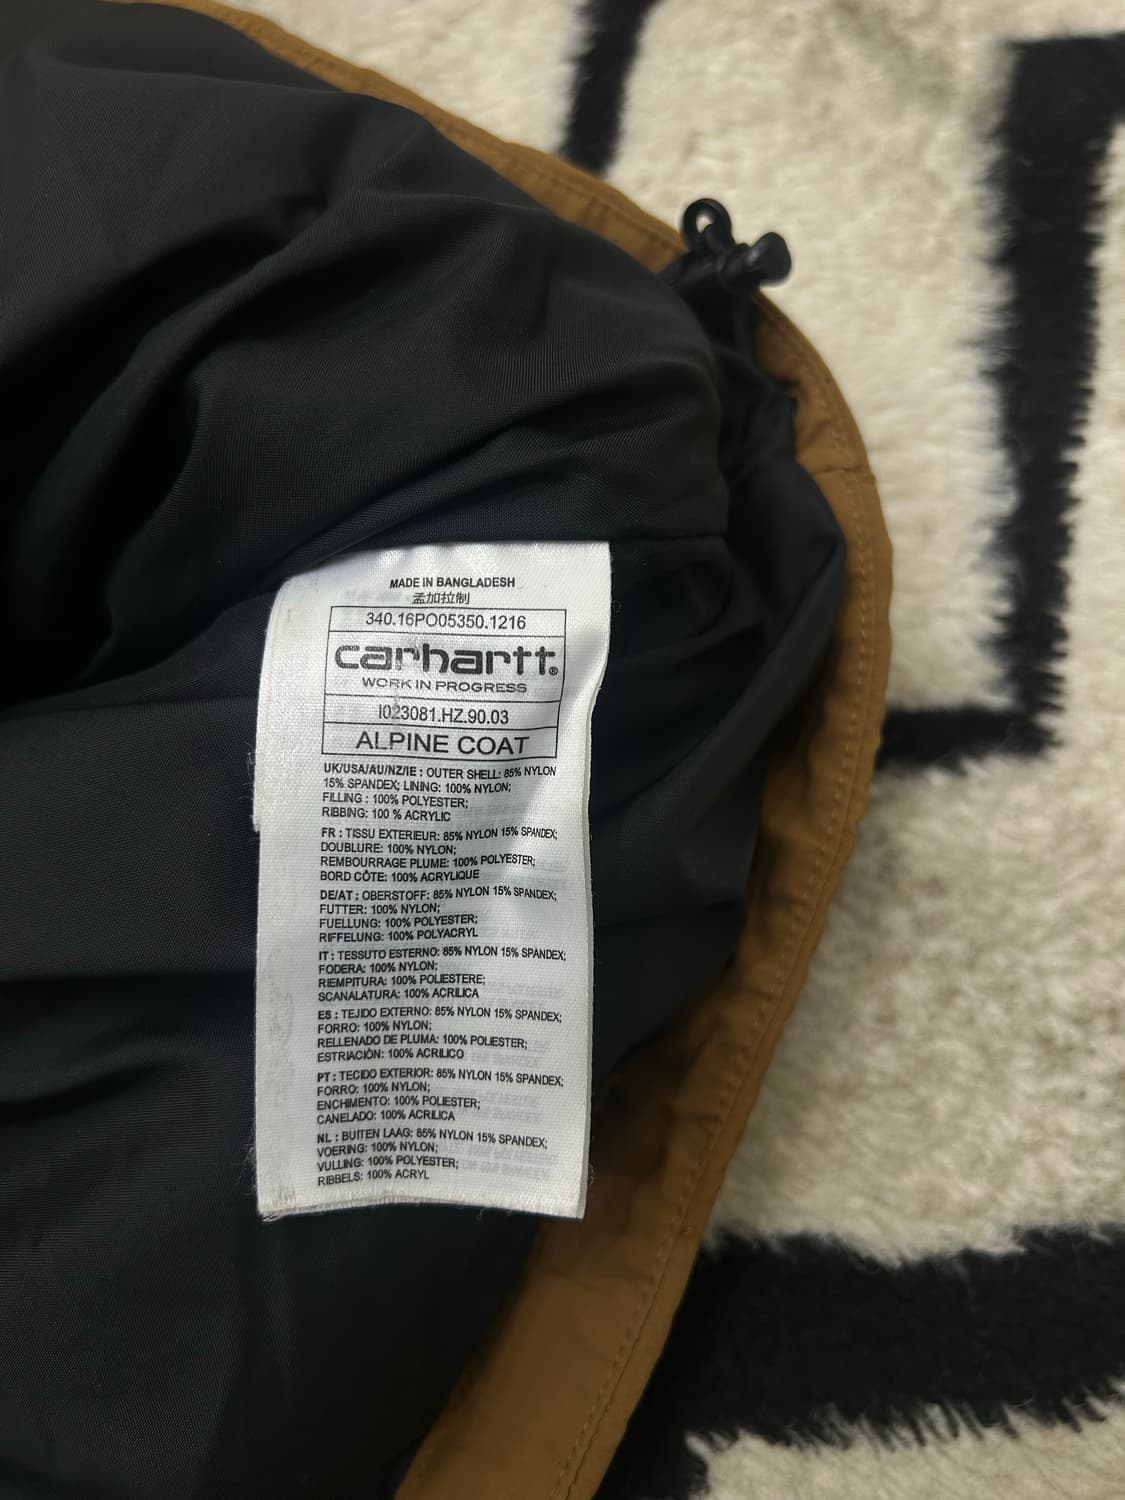 MADE IN BANGLADESH
孟加拉制
340.16PO05350.1216
carhartt®
WORK IN PROGRESS
I023081.HZ.90.03
ALPINE COAT
UK/USA/AU/NZ/IE : OUTER SHELL: 85% NYLON
15% SPANDEX; LINING: 100% NYLON;
FILLING : 100% POLYESTER;
RIBBING: 100 % ACRYLIC
FR : TISSU EXTERIEUR: 85% NYLON 15% SPANDEX;
DOUBLURE: 100% NYLON;
REMBOURRAGE PLUME: 100% POLYESTER;
BORD CÔTE: 100% ACRYLIQUE
DE/AT : OBERSTOFF: 85% NYLON 15% SPANDEX;
FUTTER: 100% NYLON;
FUELLUNG: 100% POLYESTER;
RIFFELUNG: 100% POLYACRYL
IT : TESSUTO ESTERNO: 85% NYLON 15% SPANDEX;
FODERA: 100% NYLON;
RIEMPITURA: 100% POLIESTERE;
SCANALATURA: 100% ACRILICA
ES : TEJIDO EXTERNO: 85% NYLON 15% SPANDEX;
FORRO: 100% NYLON;
RELLENADO DE PLUMA: 100% POLIESTER;
ESTRIACIÓN: 100% ACRILICO
PT : TECIDO EXTERIOR: 85% NYLON 15% SPANDEX;
FORRO: 100% NYLON;
ENCHIMENTO: 100% POLIESTER;
CANELADO: 100% ACRILICA
NL : BUITEN LAAG: 85% NYLON 15% SPANDEX;
VOERING: 100% NYLON;
VULLING: 100% POLYESTER;
RIBBELS: 100% ACRYL